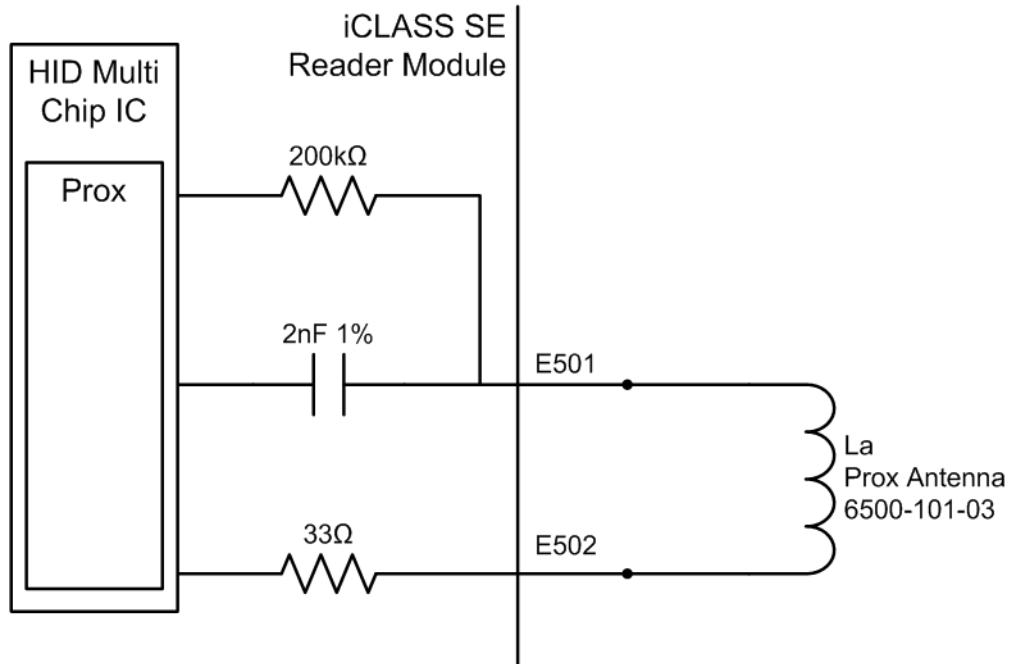 iCLASS SE
Reader Module
HID Multi
Chip IC
Prox
200kΩ
2nF 1%
E501
La
Prox Antenna
6500-101-03
33Ω
E502